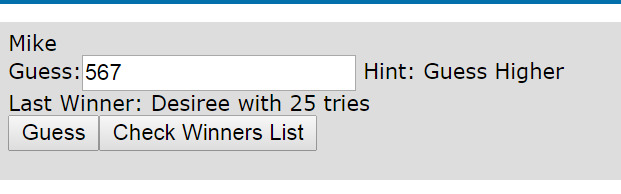 Mike
Guess: 567 Hint: Guess Higher
Last Winner: Desiree with 25 tries
Guess Check Winners List